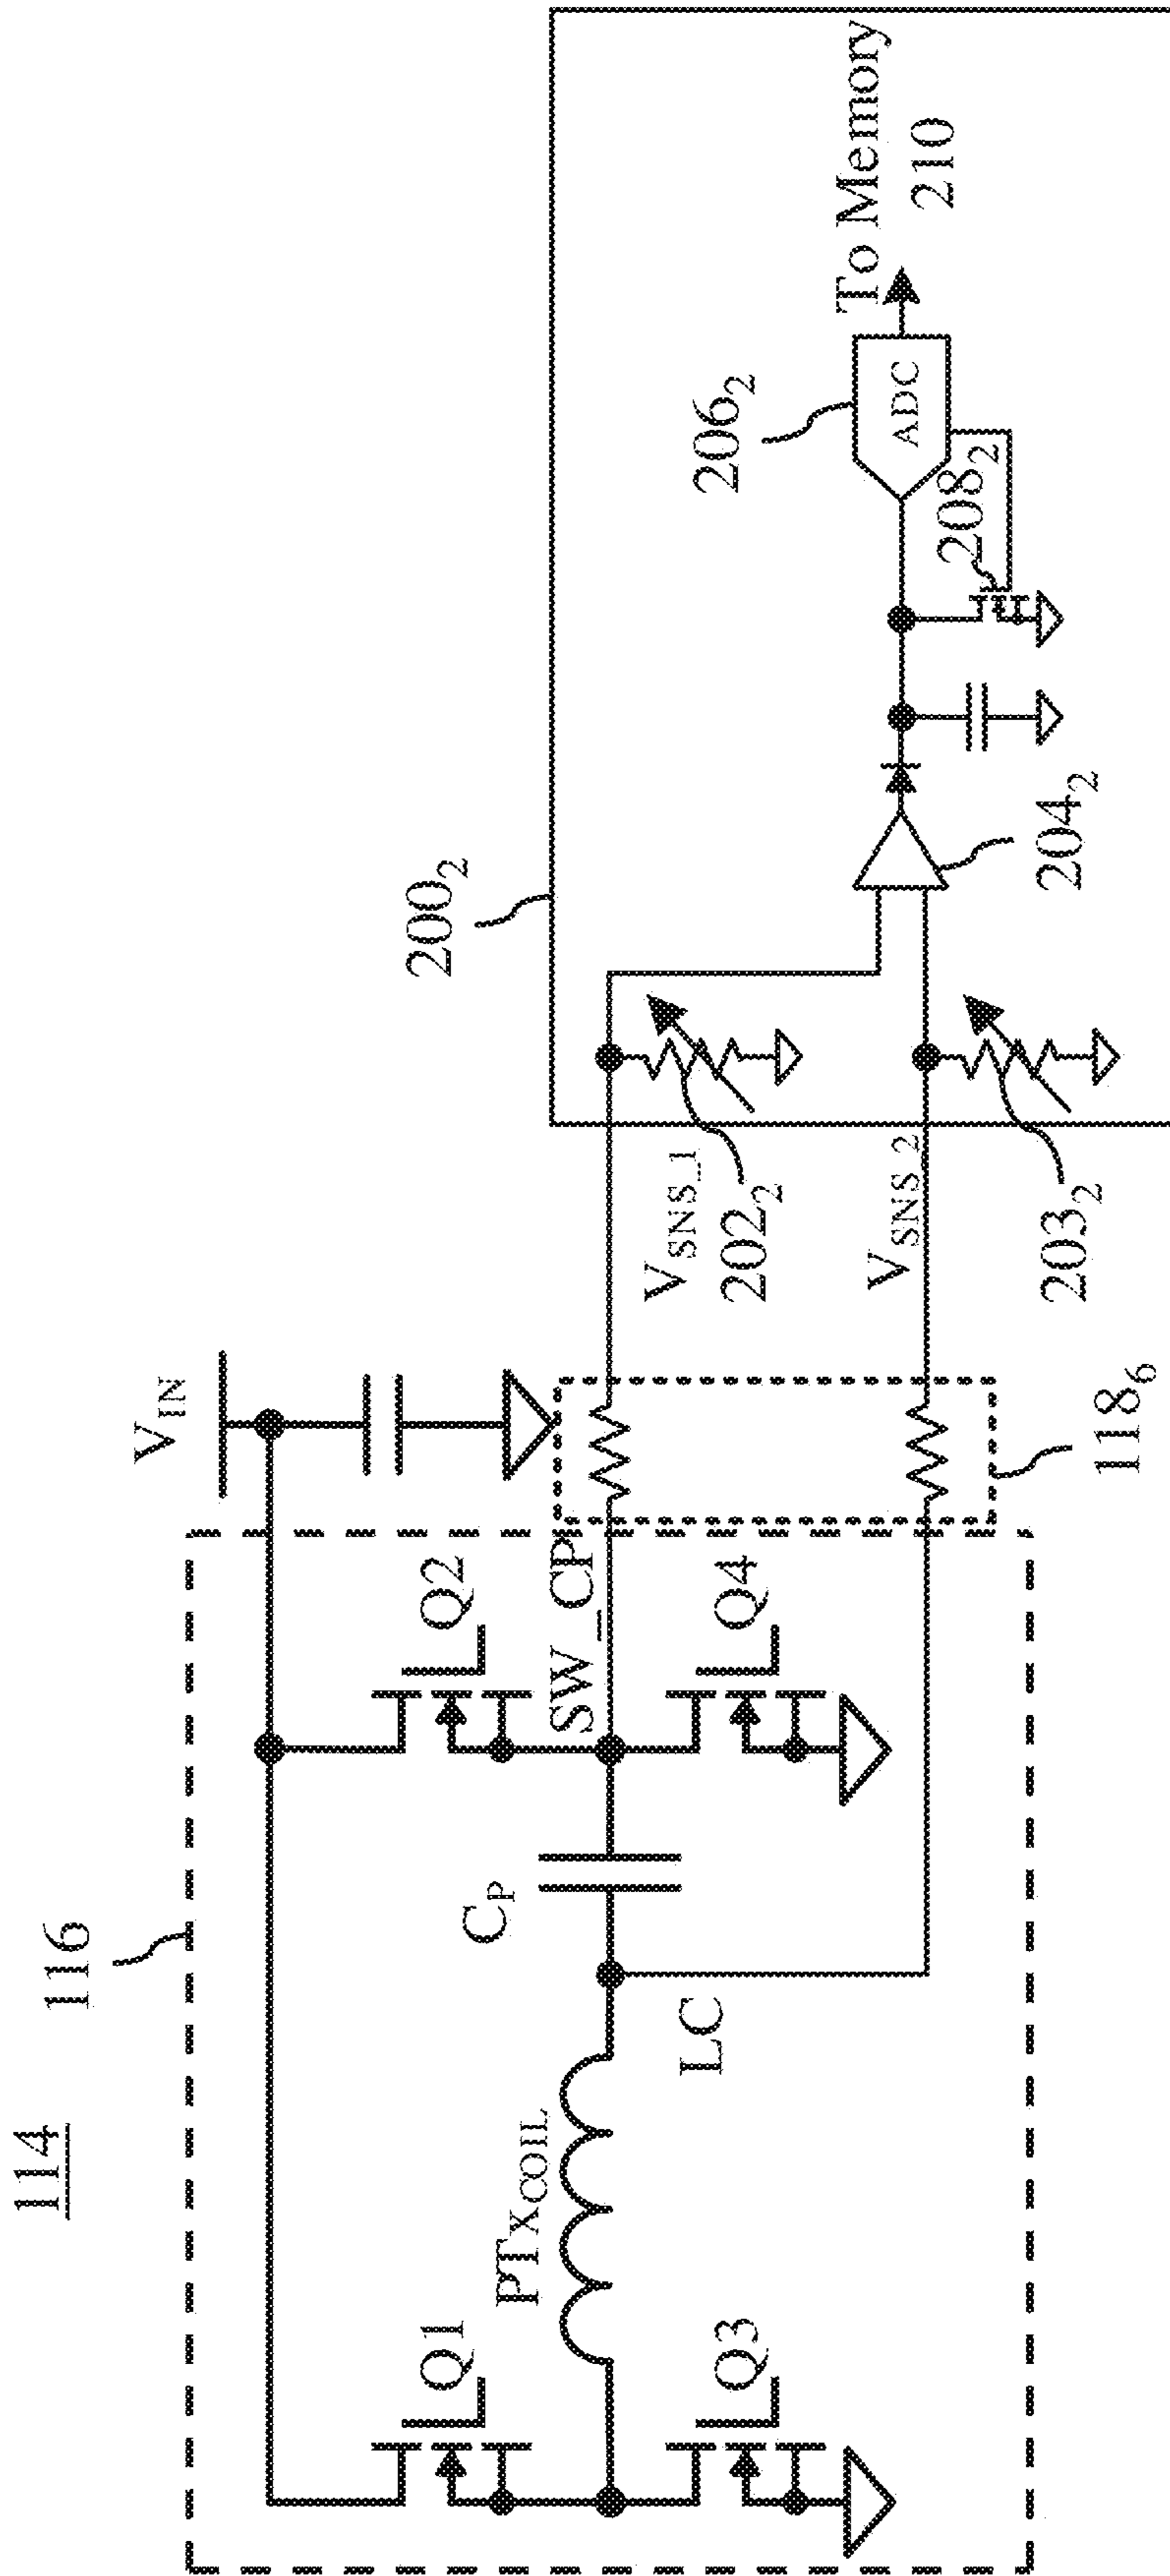 114
116
V_IN
Q1
Q2
PTx_COIL
C_P
SW_CP
LC
Q3
Q4
118₆
V_SNS_1
202₂
V_SNS_2
203₂
200₂
204₂
206₂
ADC
208₂
To Memory
210